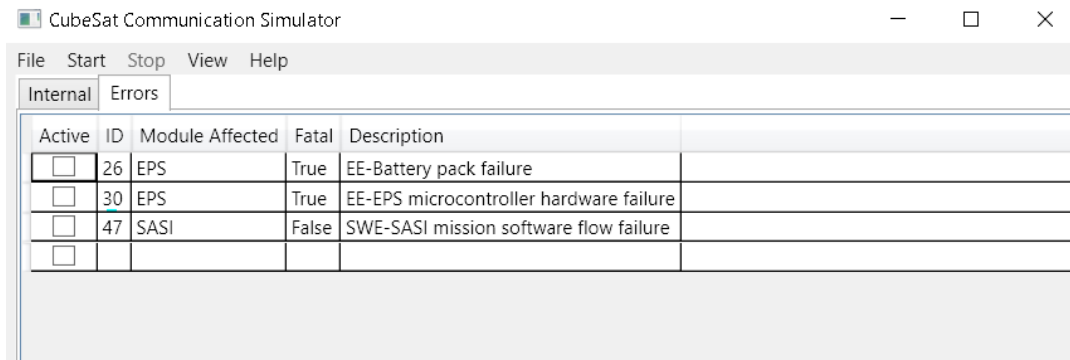 CubeSat Communication Simulator
File Start Stop View Help
Internal Errors
Active ID Module Affected Fatal Description
26 EPS True EE-Battery pack failure
30 EPS True EE-EPS microcontroller hardware failure
47 SASI False SWE-SASI mission software flow failure